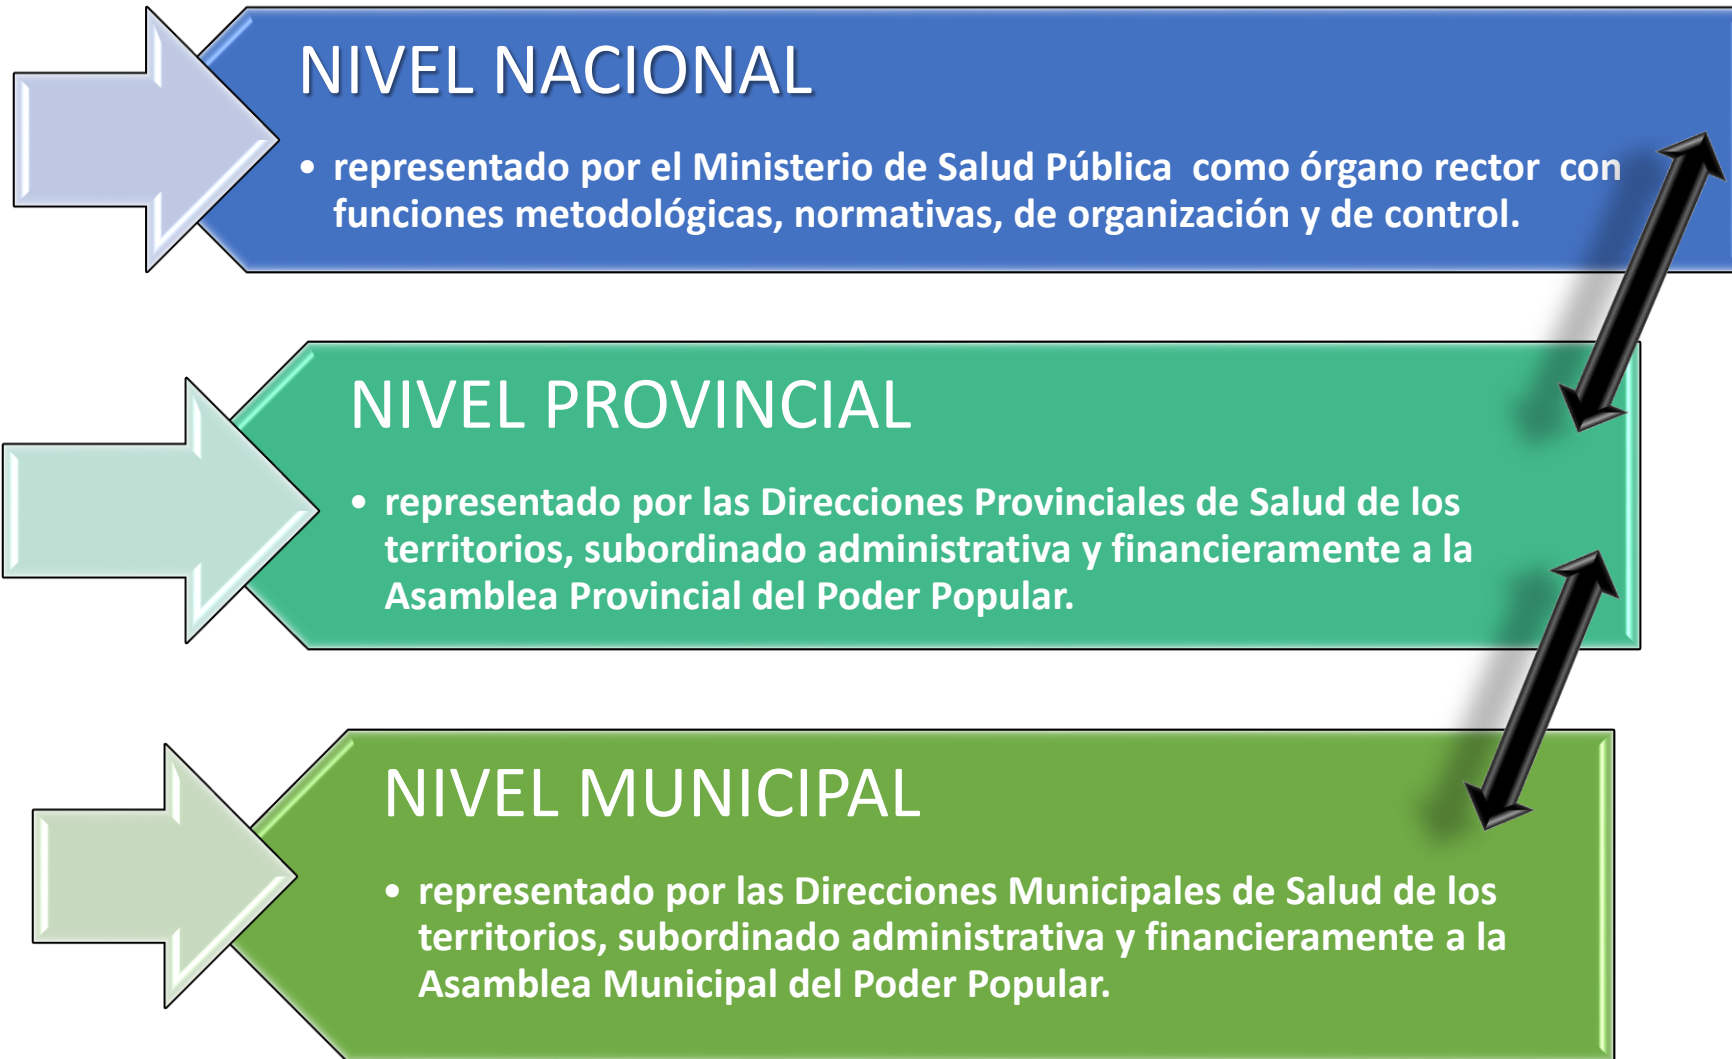 NIVEL NACIONAL
• representado por el Ministerio de Salud Pública como órgano rector con
funciones metodológicas, normativas, de organización y de control.
NIVEL PROVINCIAL
• representado por las Direcciones Provinciales de Salud de los
territorios, subordinado administrativa y financieramente a la
Asamblea Provincial del Poder Popular.
NIVEL MUNICIPAL
• representado por las Direcciones Municipales de Salud de los
territorios, subordinado administrativa y financieramente a la
Asamblea Municipal del Poder Popular.